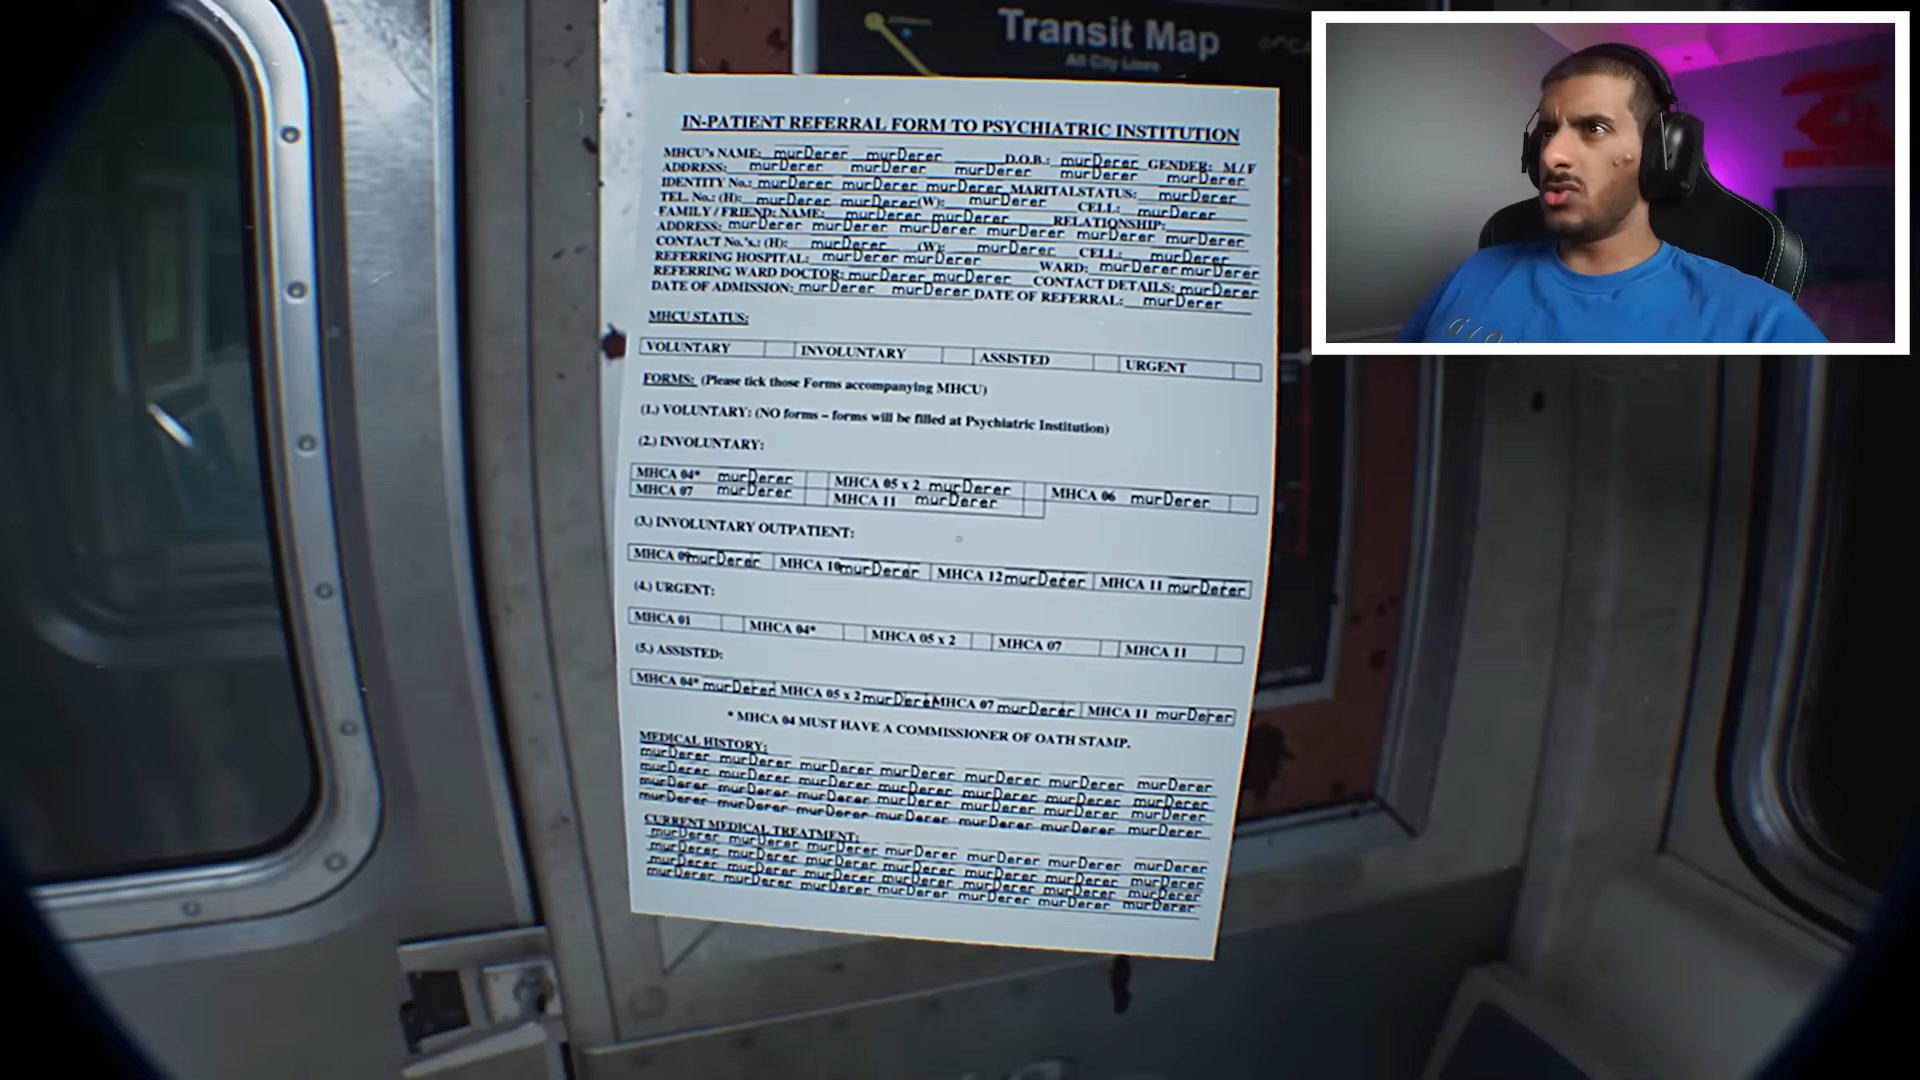 Transit Map
All City Lines
IN-PATIENT REFERRAL FORM TO PSYCHIATRIC INSTITUTION
MHCU's NAME: murDerer murDerer D.O.B.: murDerer GENDER: M / F
murDerer murDerer murDerer murDerer murDerer
ADDRESS:
IDENTITY No.: murDerer murDerer murDerer MARITALSTATUS: murDerer
TEL. No.: (H): murDerer murDerer (W): murDerer CELL: murDerer
FAMILY / FRIEND: NAME: murDerer murDerer RELATIONSHIP:
ADDRESS: murDerer murDerer murDerer murDerer murDerer murDerer
CONTACT No.'s.: (H): murDerer (W): murDerer CELL: murDerer
REFERRING HOSPITAL: murDerer murDerer WARD: murDerer murDerer
REFERRING WARD DOCTOR: murDerer murDerer CONTACT DETAILS: murDerer
DATE OF ADMISSION: murDerer murDerer DATE OF REFERRAL: murDerer
MHCU STATUS:
VOLUNTARY INVOLUNTARY ASSISTED URGENT
FORMS: (Please tick those Forms accompanying MHCU)
(1.) VOLUNTARY: (NO forms – forms will be filled at Psychiatric Institution)
(2.) INVOLUNTARY:
MHCA 04* murDerer MHCA 05 x 2 murDerer MHCA 06 murDerer
MHCA 07 murDerer MHCA 11 murDerer
(3.) INVOLUNTARY OUTPATIENT:
MHCA 09 murDerer MHCA 10 murDerer MHCA 12 murDerer MHCA 11 murDerer
(4.) URGENT:
MHCA 01 MHCA 04* MHCA 05 x 2 MHCA 07 MHCA 11
(5.) ASSISTED:
MHCA 04* murDerer MHCA 05 x 2 murDerer MHCA 07 murDerer MHCA 11 murDerer
* MHCA 04 MUST HAVE A COMMISSIONER OF OATH STAMP.
MEDICAL HISTORY:
murDerer murDerer murDerer murDerer murDerer murDerer murDerer
murDerer murDerer murDerer murDerer murDerer murDerer murDerer
murDerer murDerer murDerer murDerer murDerer murDerer murDerer
murDerer murDerer murDerer murDerer murDerer murDerer murDerer
CURRENT MEDICAL TREATMENT:
murDerer murDerer murDerer murDerer murDerer murDerer murDerer
murDerer murDerer murDerer murDerer murDerer murDerer murDerer
murDerer murDerer murDerer murDerer murDerer murDerer murDerer
murDerer murDerer murDerer murDerer murDerer murDerer murDerer